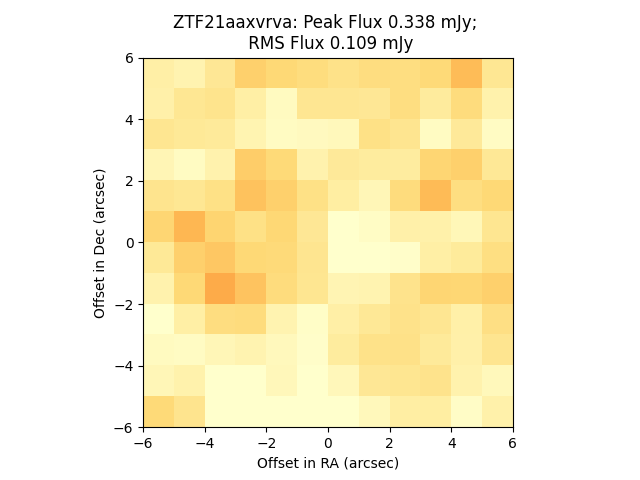 ZTF21aaxvrva: Peak Flux 0.338 mJy;
RMS Flux 0.109 mJy
6
4
2
0
−2
−4
−6
Offset in Dec (arcsec)
−6 −4 −2 0 2 4 6
Offset in RA (arcsec)